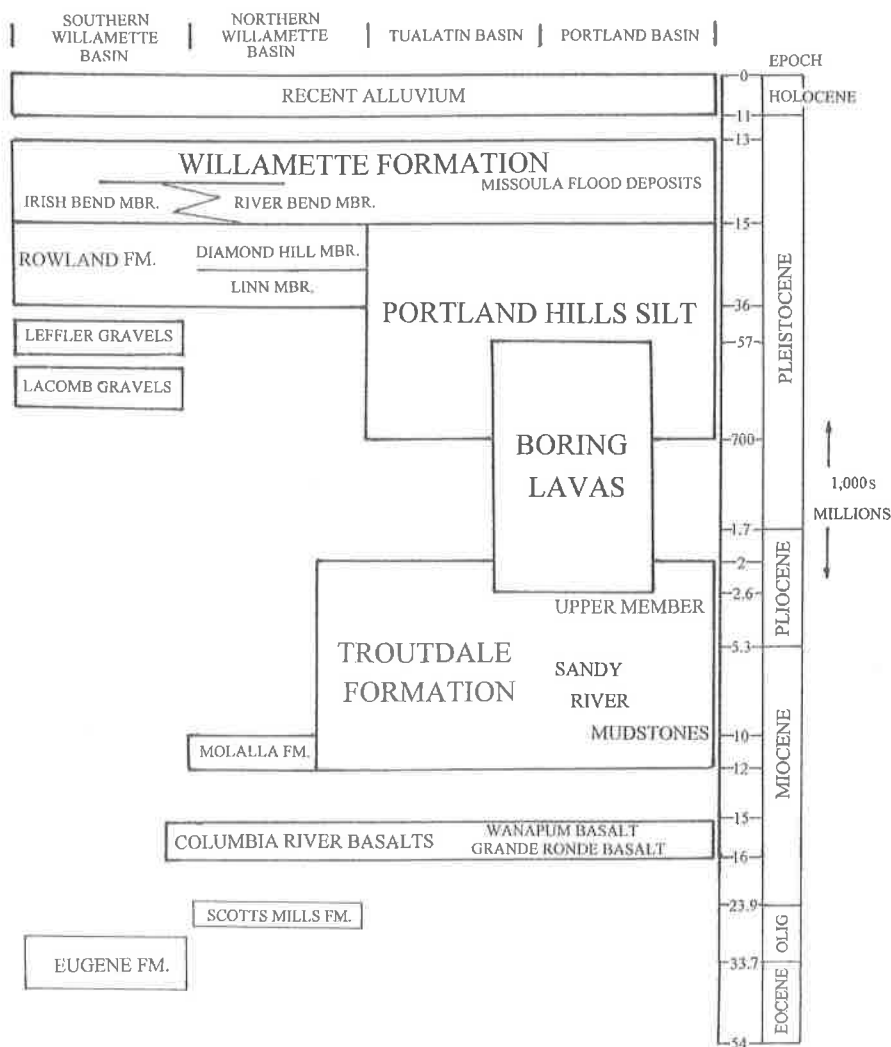 SOUTHERN
WILLAMETTE
BASIN
NORTHERN
WILLAMETTE
BASIN
TUALATIN BASIN
PORTLAND BASIN
EPOCH
RECENT ALLUVIUM
0
HOLOCENE
11
13
WILLAMETTE FORMATION
MISSOULA FLOOD DEPOSITS
IRISH BEND MBR.
RIVER BEND MBR.
15
ROWLAND FM.
DIAMOND HILL MBR.
LINN MBR.
PORTLAND HILLS SILT
36
PLEISTOCENE
LEFFLER GRAVELS
57
LACOMB GRAVELS
700
BORING
LAVAS
1,000s
MILLIONS
1.7
2
2.6
PLIOCENE
UPPER MEMBER
5.3
TROUTDALE
FORMATION
SANDY
RIVER
MUDSTONES
10
MIOCENE
MOLALLA FM.
12
15
COLUMBIA RIVER BASALTS
WANAPUM BASALT
GRANDE RONDE BASALT
16
23.9
SCOTTS MILLS FM.
OLIG
EUGENE FM.
33.7
EOCENE
54